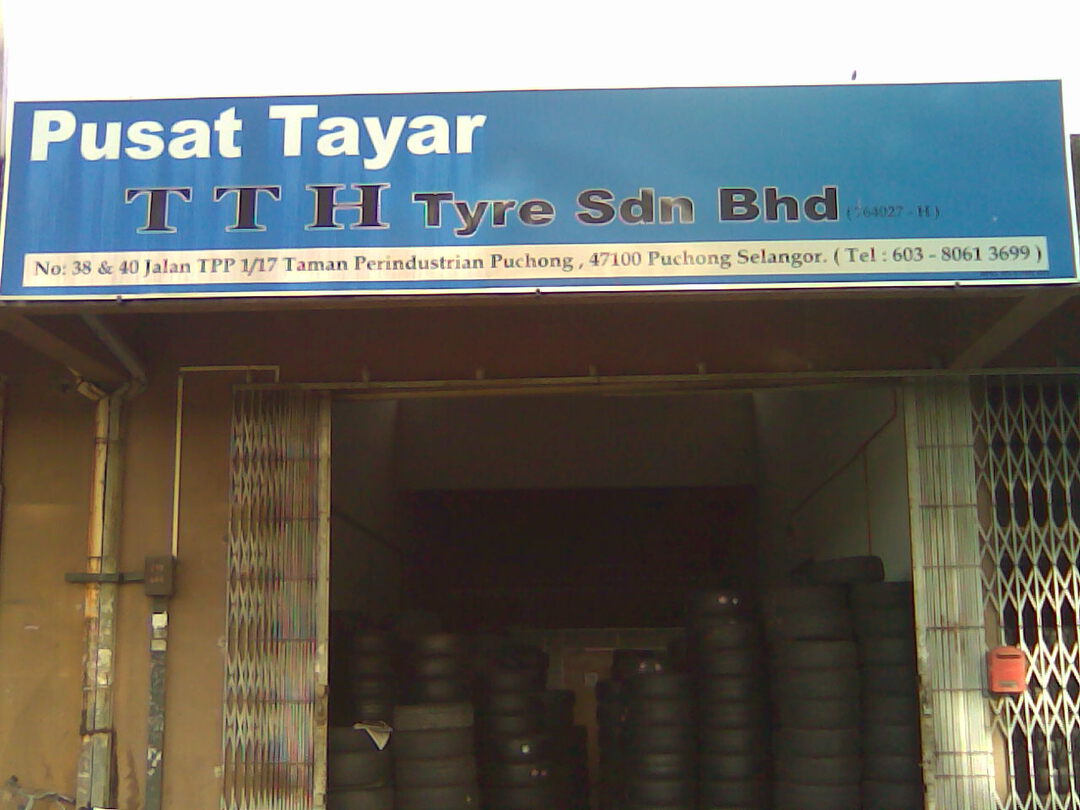 Pusat Tayar
TTH Tyre Sdn Bhd (764027 - H)
No: 38 & 40 Jalan TPP 1/17 Taman Perindustrian Puchong, 47100 Puchong Selangor. ( Tel : 603 - 8061 3699 )